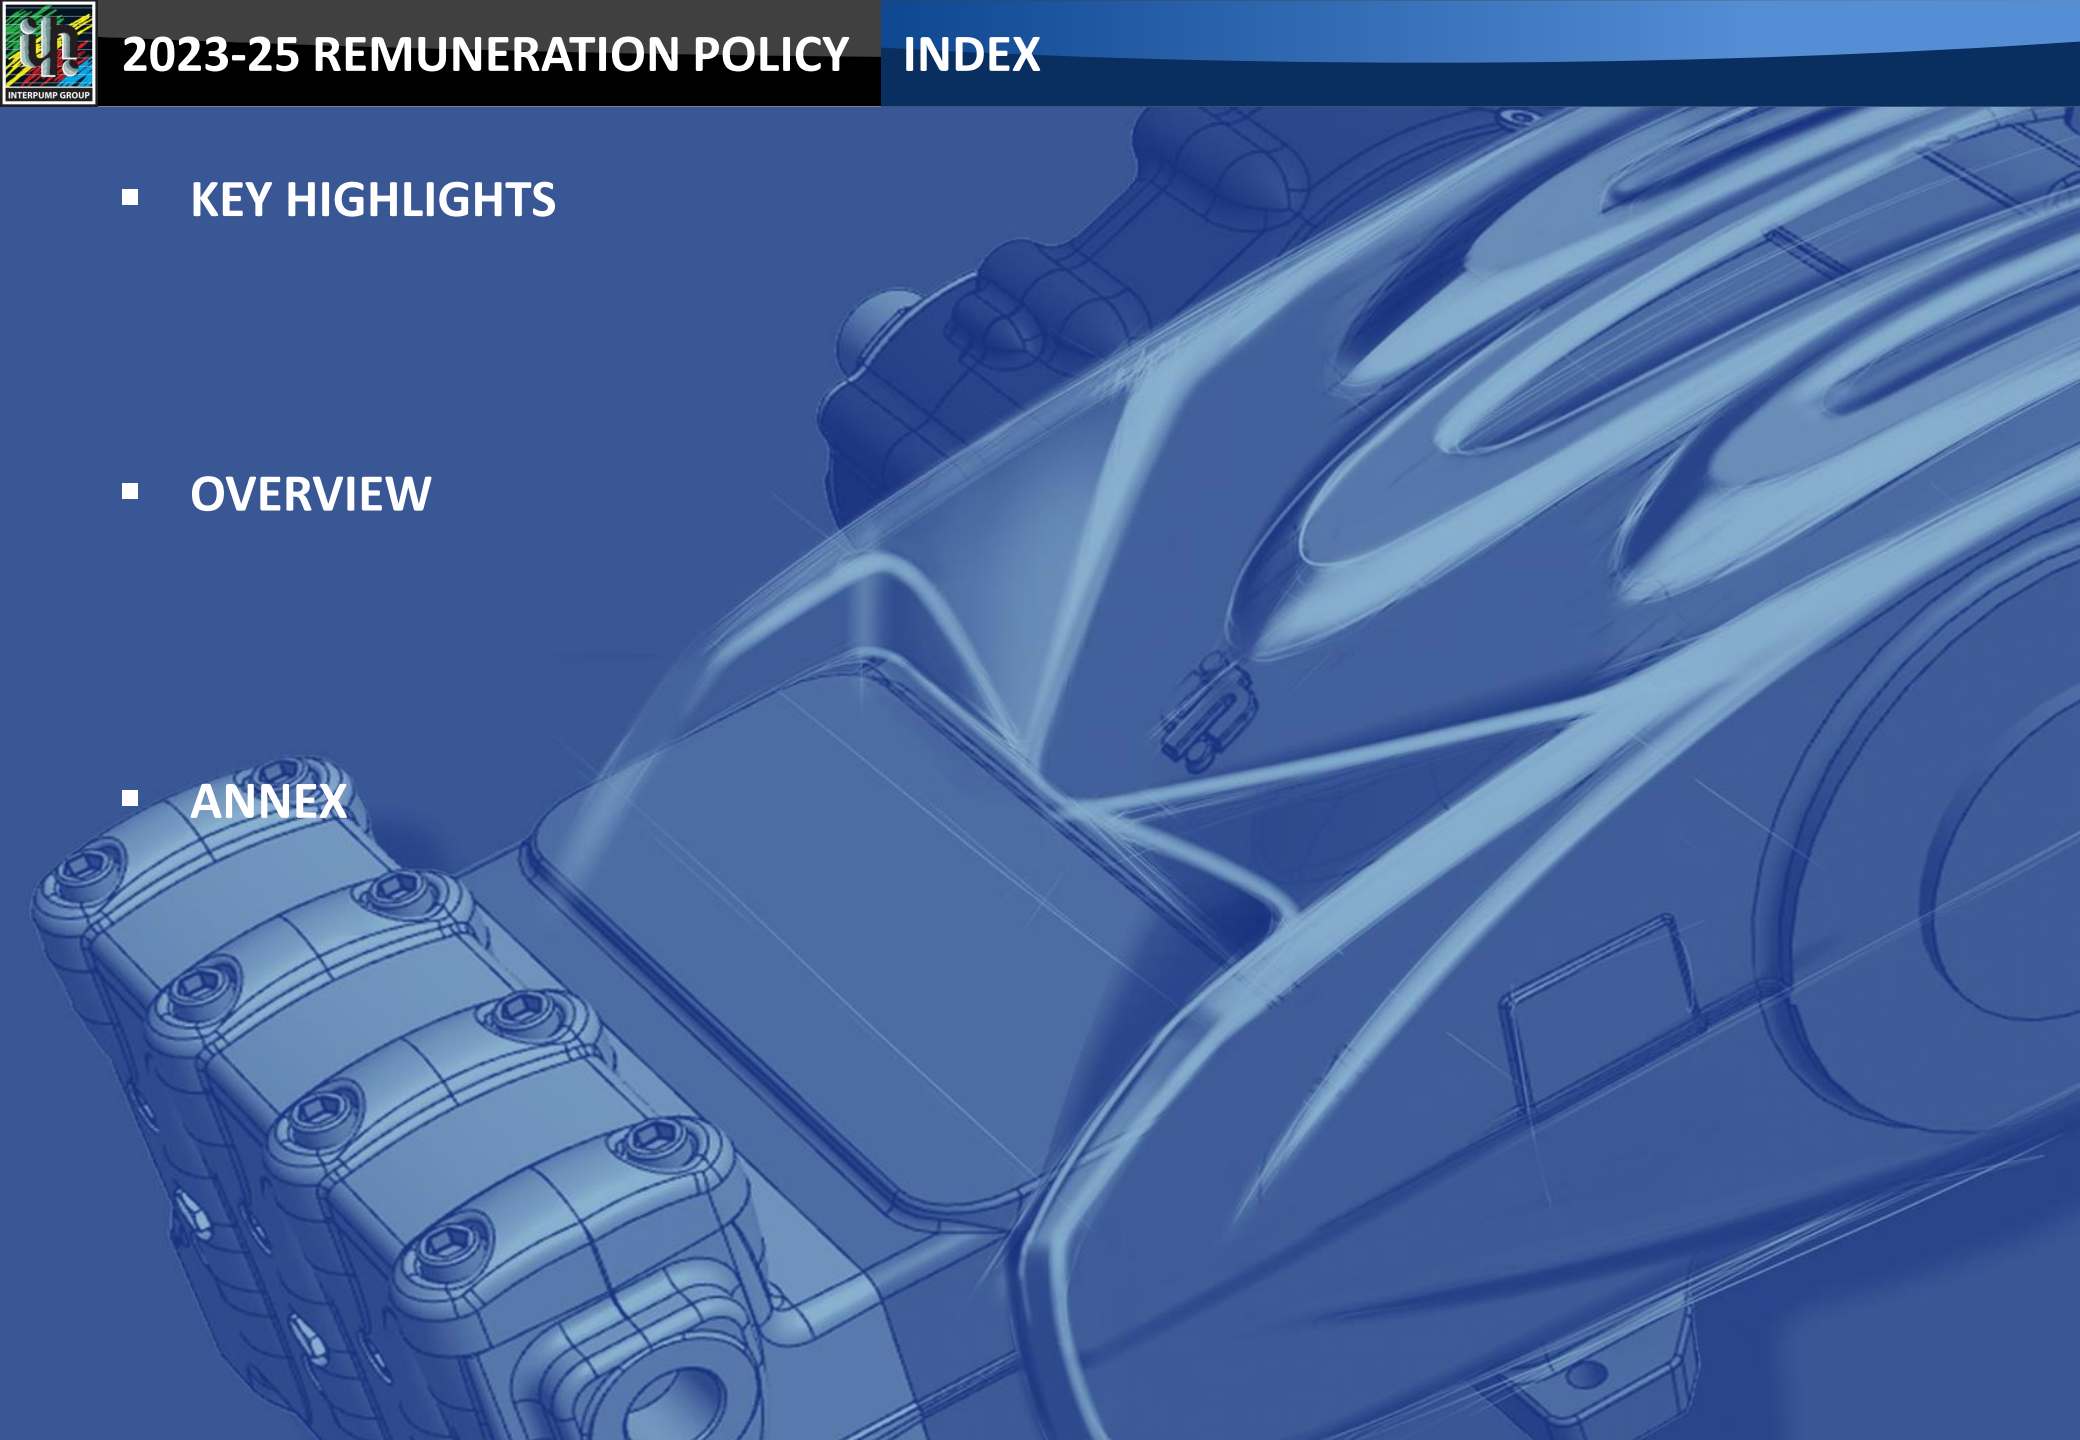 INTERPUMP GROUP
2023-25 REMUNERATION POLICY INDEX
▪ KEY HIGHLIGHTS
▪ OVERVIEW
▪ ANNEX